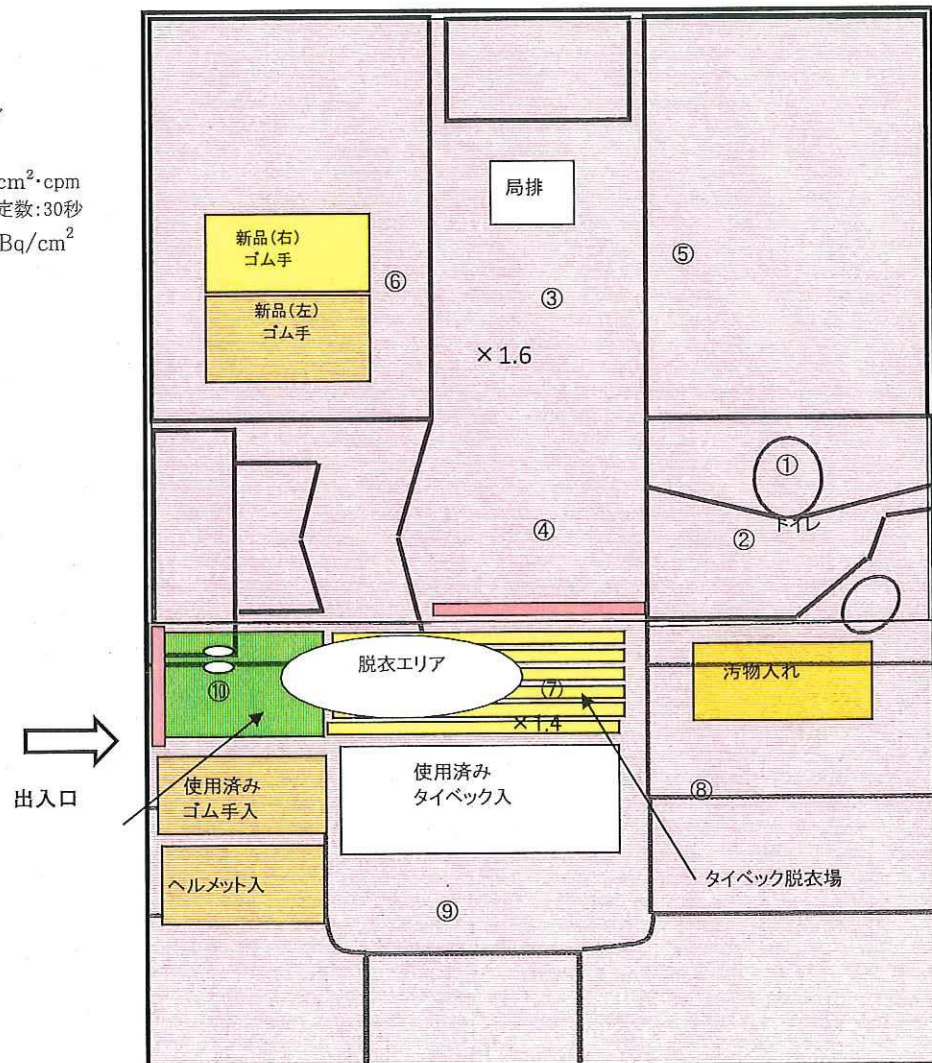 cm²·cpm
定数:30秒
Bq/cm²
局排
新品(右)
ゴム手
⑥
⑤
新品(左)
ゴム手
③
×1.6
①
④
②
トイレ
脱衣エリア
汚物入れ
⑩
⑦
×1.4
出入口
使用済み
ゴム手入
使用済み
タイベック入
⑧
ヘルメット入
タイベック脱衣場
⑨